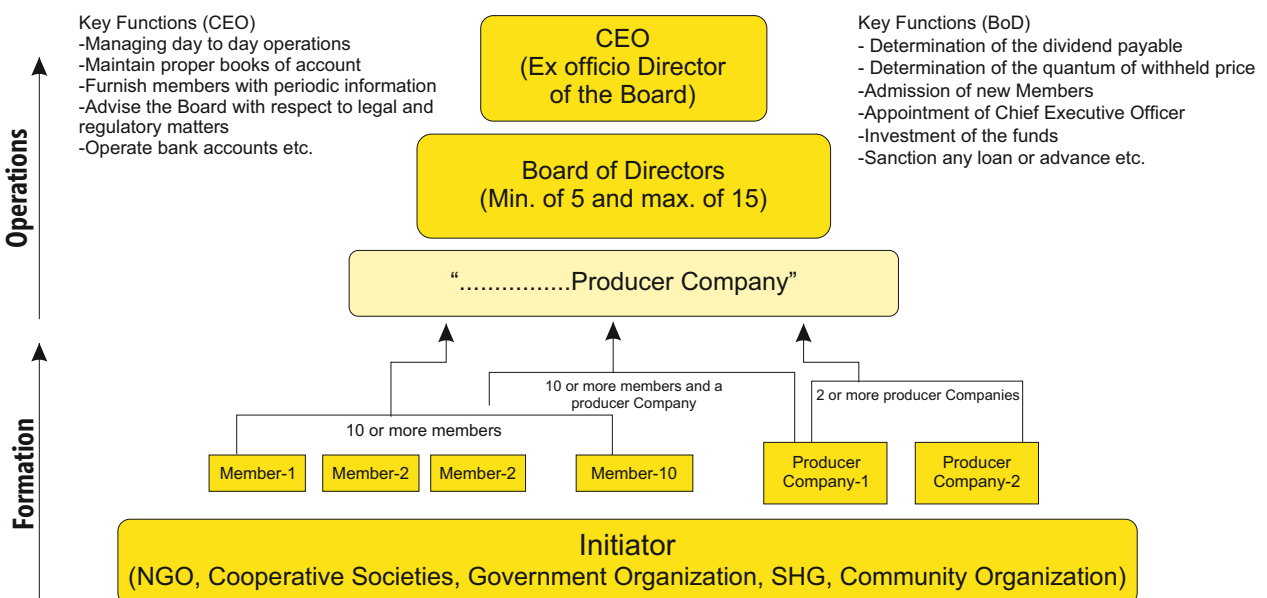 Key Functions (CEO)
-Managing day to day operations
-Maintain proper books of account
-Furnish members with periodic information
-Advise the Board with respect to legal and
regulatory matters
-Operate bank accounts etc.
CEO
(Ex officio Director
of the Board)
Key Functions (BoD)
- Determination of the dividend payable
- Determination of the quantum of withheld price
-Admission of new Members
-Appointment of Chief Executive Officer
-Investment of the funds
-Sanction any loan or advance etc.
Operations
Board of Directors
(Min. of 5 and max. of 15)
“................Producer Company”
Formation
10 or more members and a
producer Company
2 or more producer Companies
10 or more members
Member-1
Member-2
Member-2
Member-10
Producer
Company-1
Producer
Company-2
Initiator
(NGO, Cooperative Societies, Government Organization, SHG, Community Organization)